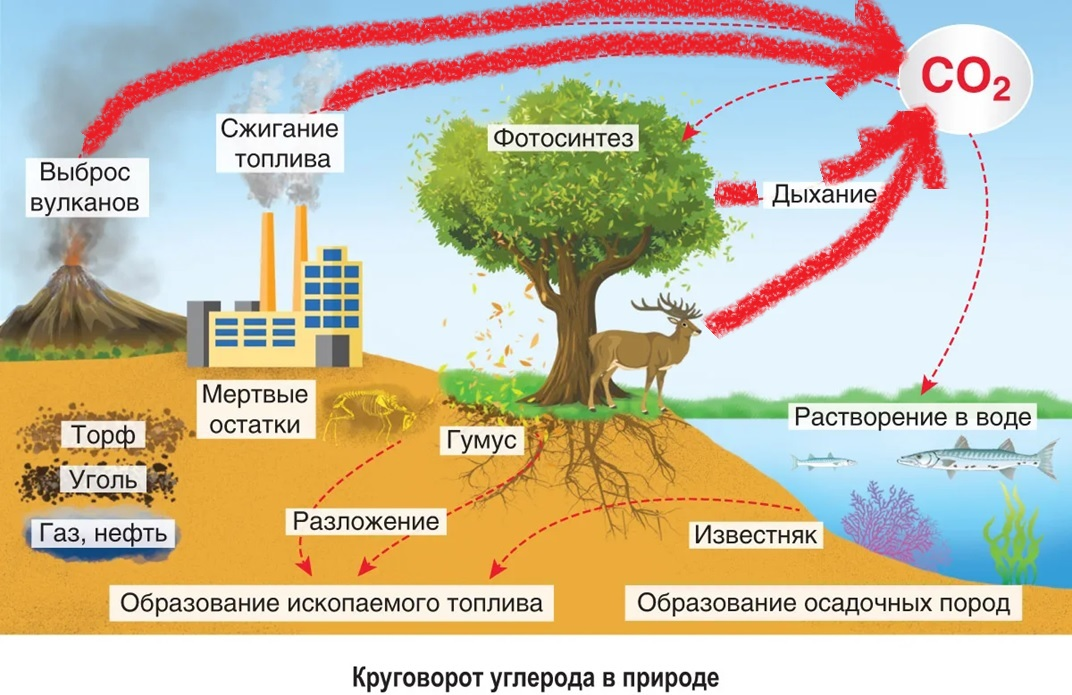 CO₂
Сжигание
топлива
Фотосинтез
Выброс
вулканов
Дыхание
Мертвые
остатки
Растворение в воде
Торф
Гумус
Уголь
Разложение
Газ, нефть
Известняк
Образование ископаемого топлива
Образование осадочных пород
Круговорот углерода в природе